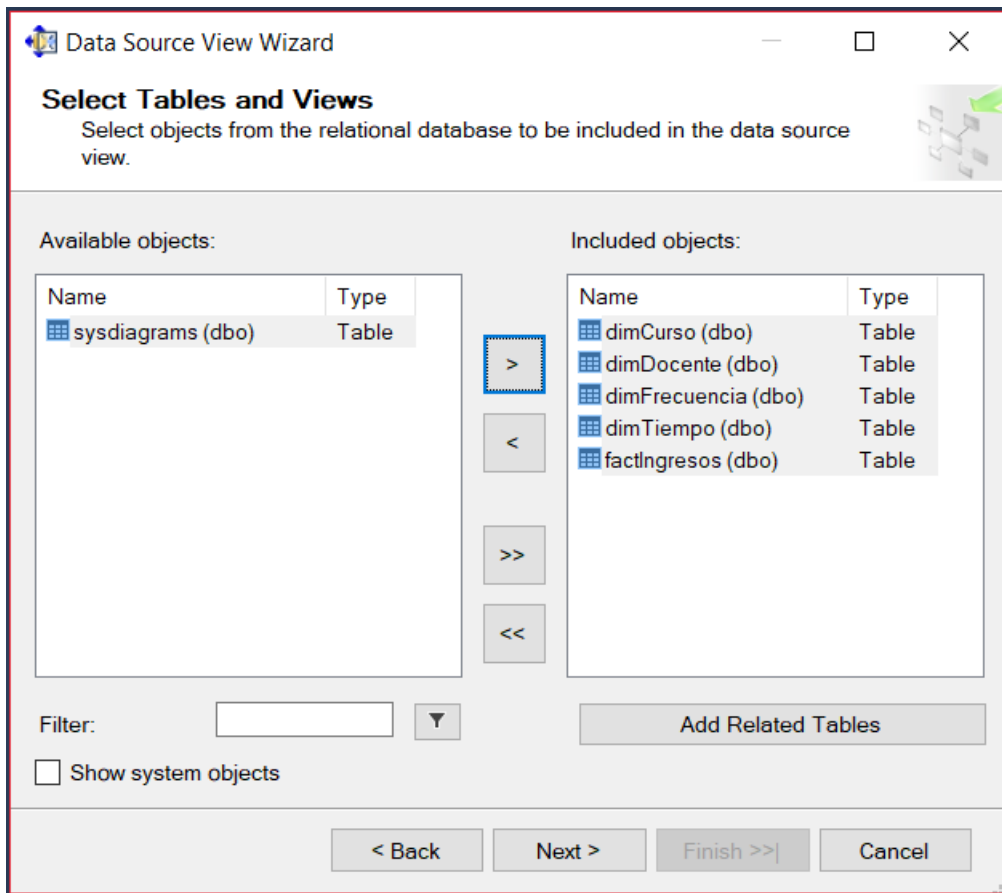 Data Source View Wizard
Select Tables and Views
Select objects from the relational database to be included in the data source
view.
Available objects:
Name Type
sysdiagrams (dbo) Table
>
<
>>
<<
Included objects:
Name Type
dimCurso (dbo) Table
dimDocente (dbo) Table
dimFrecuencia (dbo) Table
dimTiempo (dbo) Table
factIngresos (dbo) Table
Filter:
Add Related Tables
Show system objects
< Back Next > Finish >>| Cancel